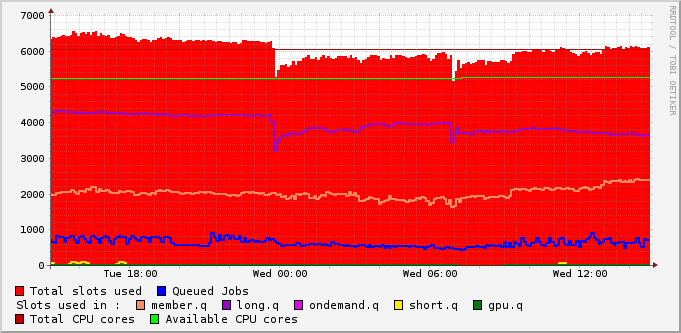 7000
6000
5000
4000
3000
2000
1000
0
Tue 18:00 Wed 00:00 Wed 06:00 Wed 12:00
Total slots used Queued Jobs
Slots used in : member.q long.q ondemand.q short.q gpu.q
Total CPU cores Available CPU cores
RRDTOOL / TOBI OETIKER